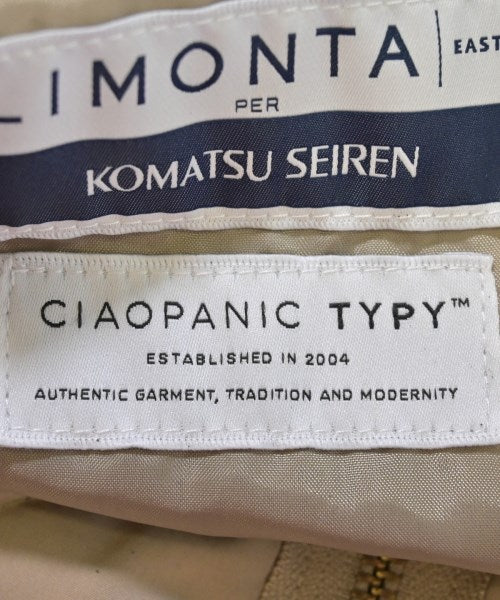 LIMONTA EAST
PER
KOMATSU SEIREN
CIAOPANIC TYPY™
ESTABLISHED IN 2004
AUTHENTIC GARMENT, TRADITION AND MODERNITY